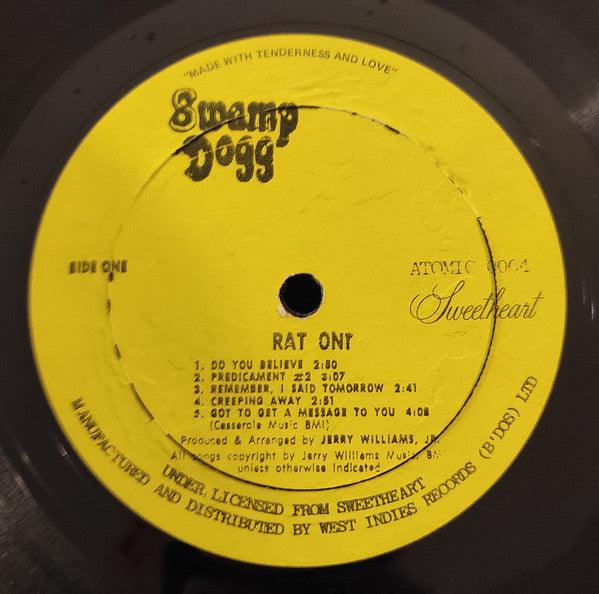 "MADE WITH TENDERNESS AND LOVE"
Swamp
Dogg
SIDE ONE
ATOMIC 0004
Sweetheart
RAT ON!
1. DO YOU BELIEVE 2:50
2. PREDICAMENT #2 3:07
3. REMEMBER, I SAID TOMORROW 2:41
4. CREEPING AWAY 2:51
5. GOT TO GET A MESSAGE TO YOU 4:08
(Casserole Music BMI)
Produced & Arranged by JERRY WILLIAMS, JR.
All songs copyright by Jerry Williams Music, BM
unless otherwise indicated
UNDER LICENSED FROM SWEETHEART
MANUFACTURED AND DISTRIBUTED BY WEST INDIES RECORDS (B'DOS) LTD